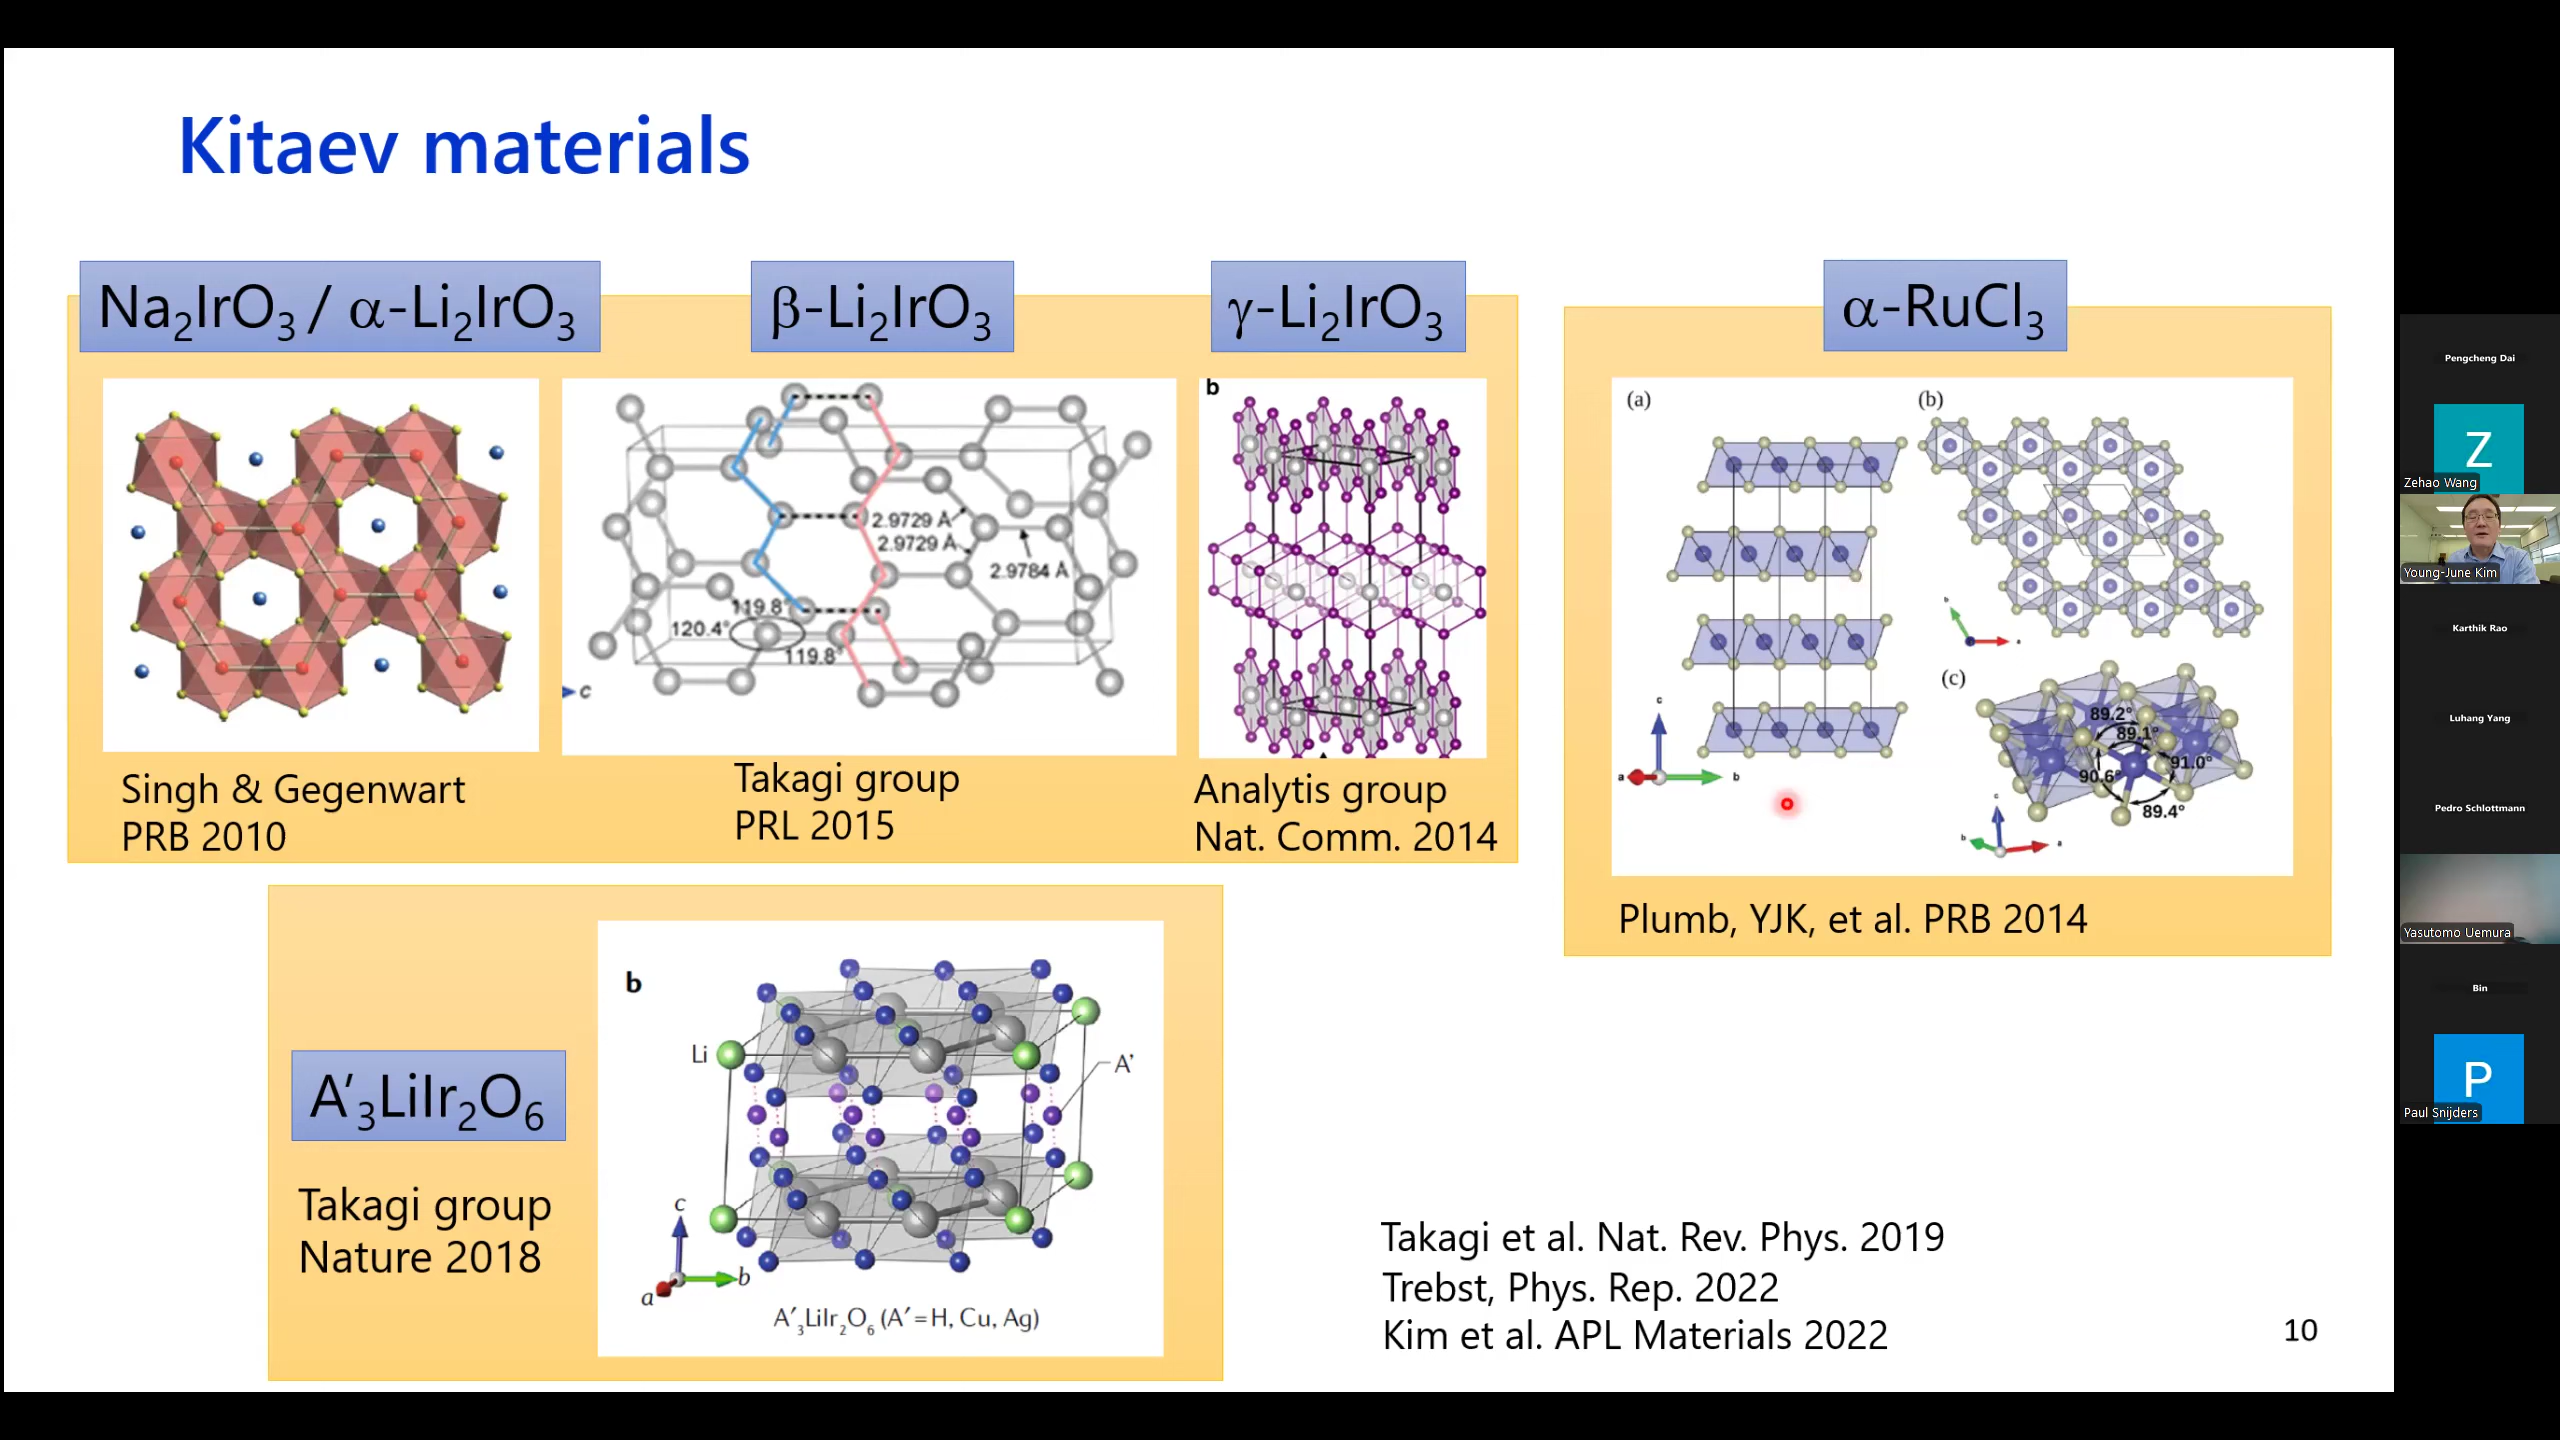 Kitaev materials
Na2IrO3 / α-Li2IrO3
β-Li2IrO3
γ-Li2IrO3
α-RuCl3
2.9729 Å
2.9729 Å
2.9784 Å
119.8°
120.4°
119.8°
c
b
(a)
(b)
(c)
c
a
b
b
a
89.2°
89.1°
91.0°
90.6°
89.4°
c
b
a
Singh & Gegenwart
PRB 2010
Takagi group
PRL 2015
Analytis group
Nat. Comm. 2014
Plumb, YJK, et al. PRB 2014
A′3LiIr2O6
Takagi group
Nature 2018
b
Li
A′
c
b
a
A′3LiIr2O6 (A′ = H, Cu, Ag)
Takagi et al. Nat. Rev. Phys. 2019
Trebst, Phys. Rep. 2022
Kim et al. APL Materials 2022
10
Pengcheng Dai
Z
Zehao Wang
Young-June Kim
Karthik Rao
Luhang Yang
Pedro Schlottmann
Yasutomo Uemura
Bin
P
Paul Snijders